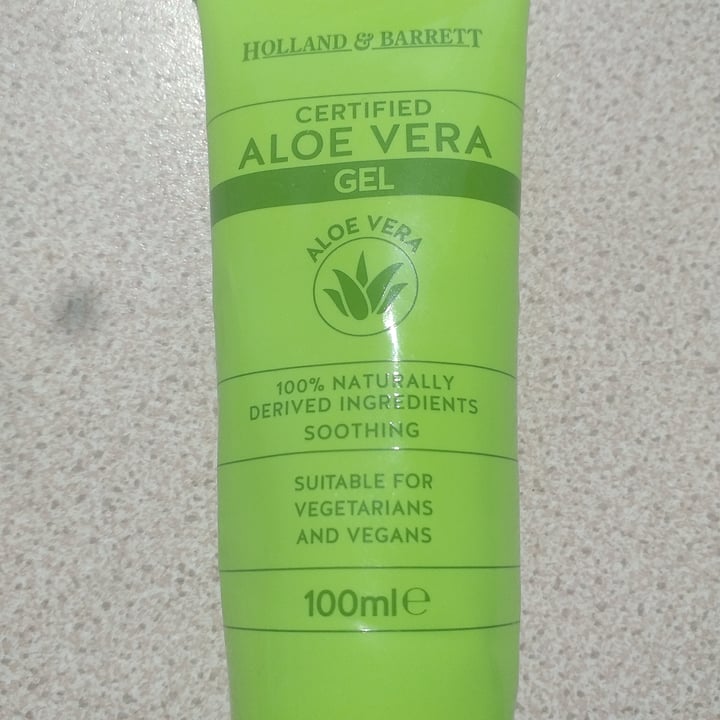 HOLLAND & BARRETT
CERTIFIED
ALOE VERA
GEL
ALOE VERA
100% NATURALLY
DERIVED INGREDIENTS
SOOTHING
SUITABLE FOR
VEGETARIANS
AND VEGANS
100ml ℮